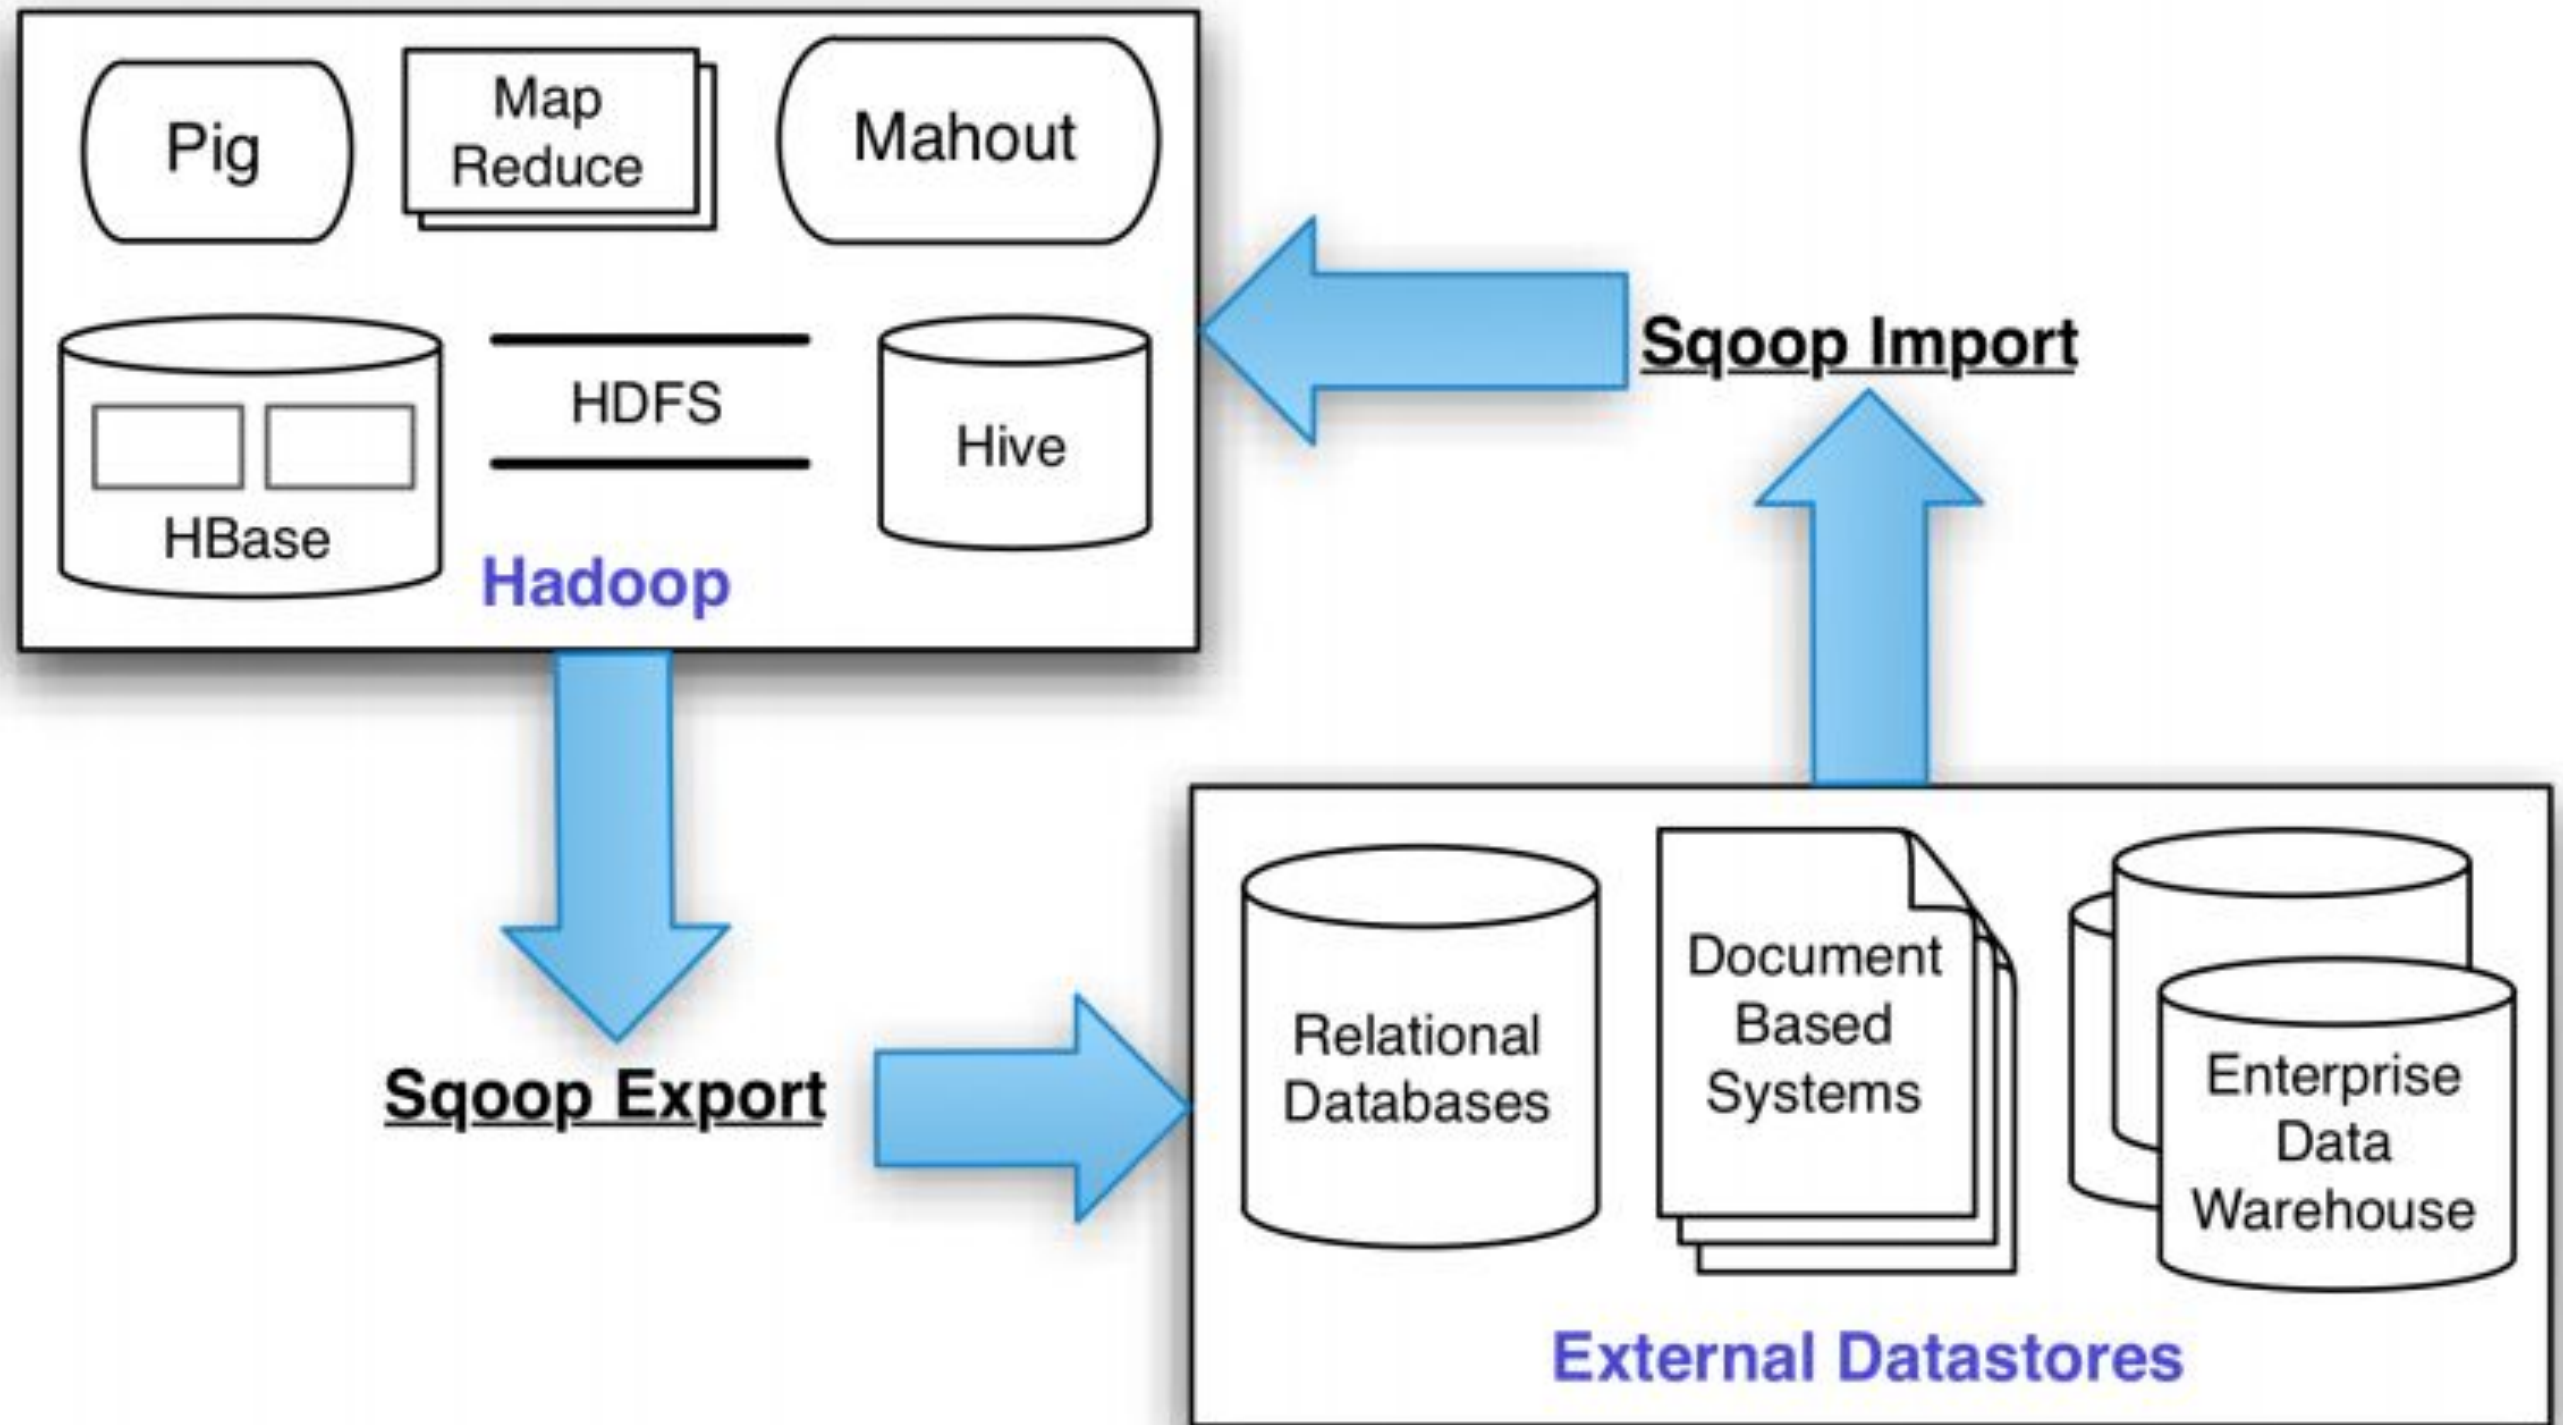 Pig
Map
Reduce
Mahout
HBase
HDFS
Hive
Hadoop
Sqoop Import
Sqoop Export
Relational
Databases
Document
Based
Systems
Enterprise
Data
Warehouse
External Datastores